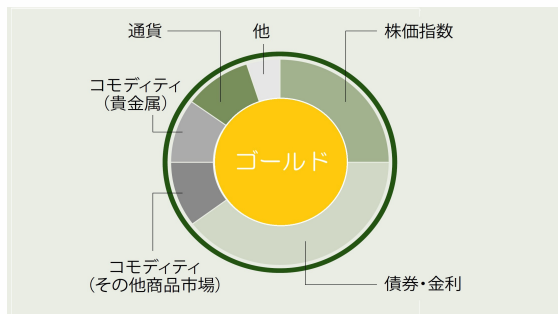 通貨
他
株価指数
コモディティ
（貴金属）
ゴールド
コモディティ
（その他商品市場）
債券・金利